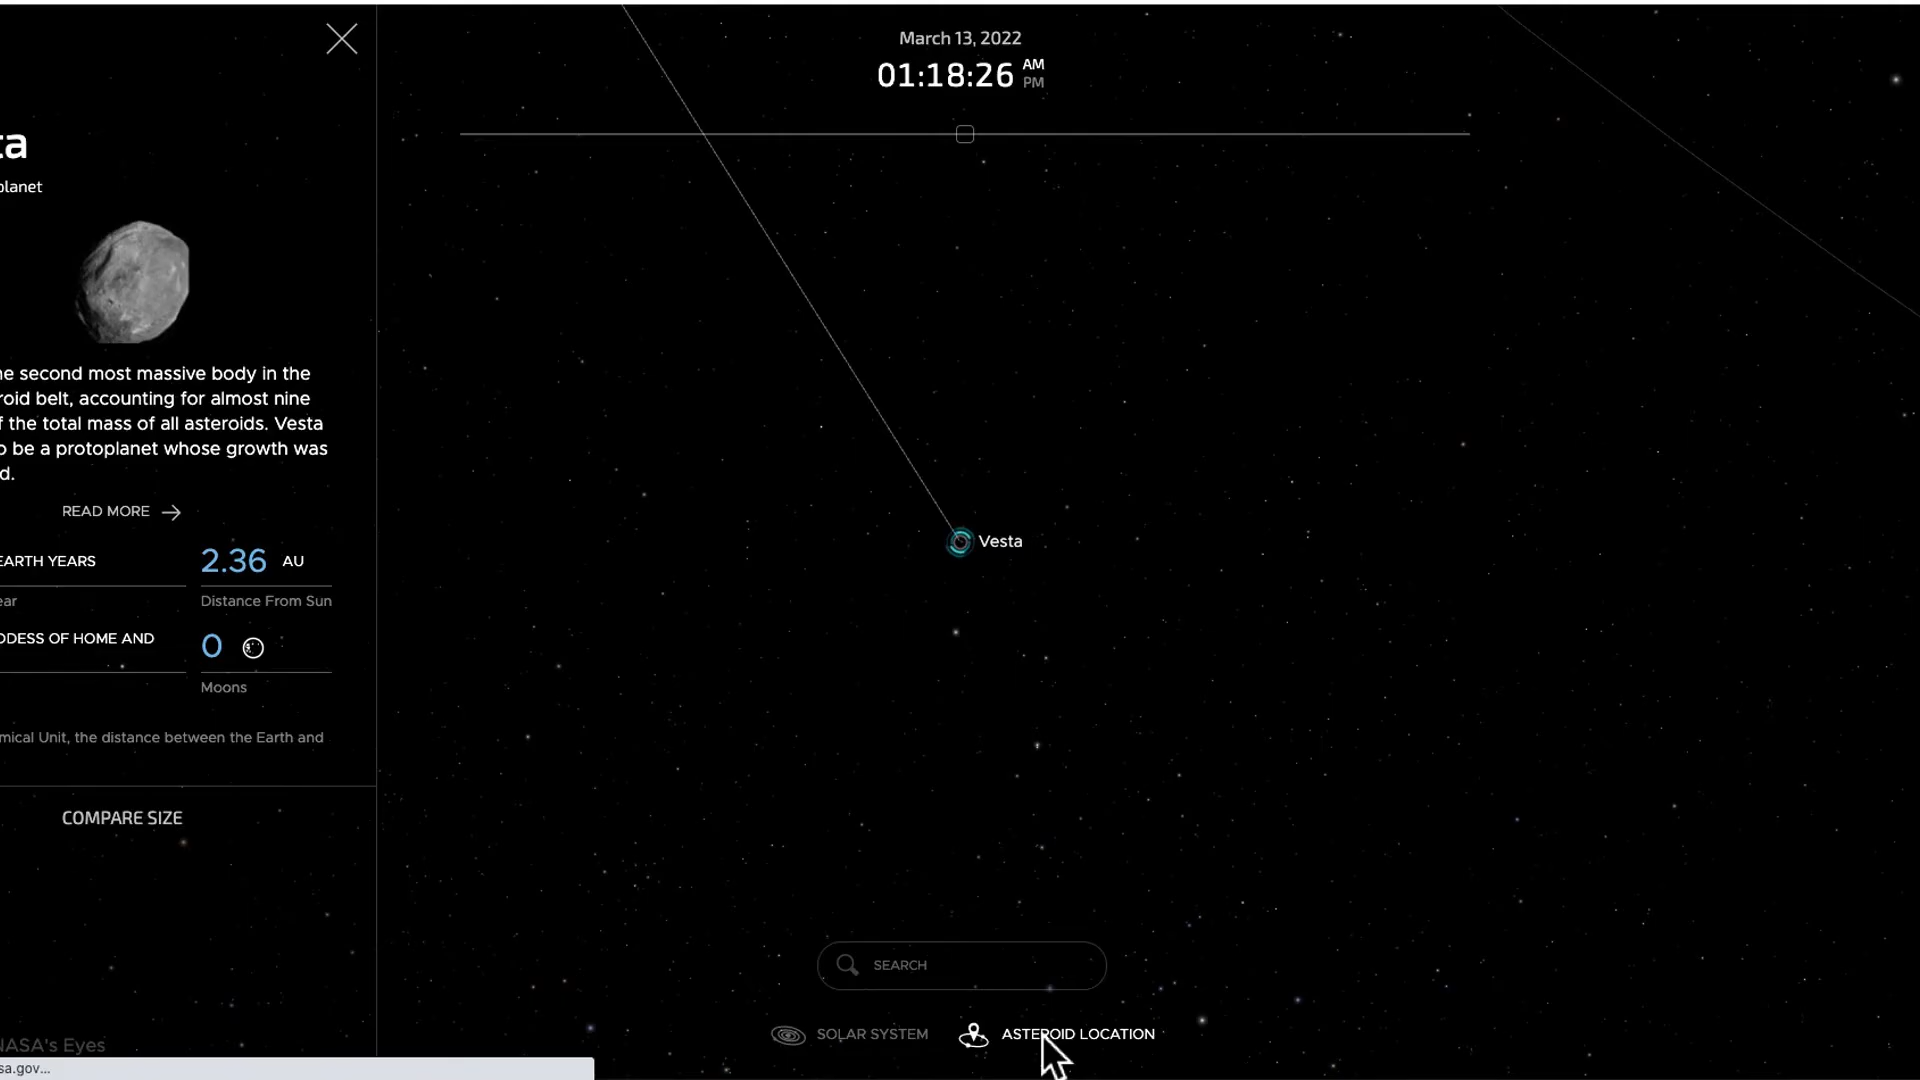 March 13, 2022
01:18:26 AM
PM
ta
planet
ne second most massive body in the
roid belt, accounting for almost nine
f the total mass of all asteroids. Vesta
o be a protoplanet whose growth was
d.
READ MORE
EARTH YEARS
2.36 AU
ear
Distance From Sun
DDESS OF HOME AND
0
Moons
mical Unit, the distance between the Earth and
COMPARE SIZE
NASA's Eyes
sa.gov...
Vesta
SEARCH
SOLAR SYSTEM
ASTEROID LOCATION